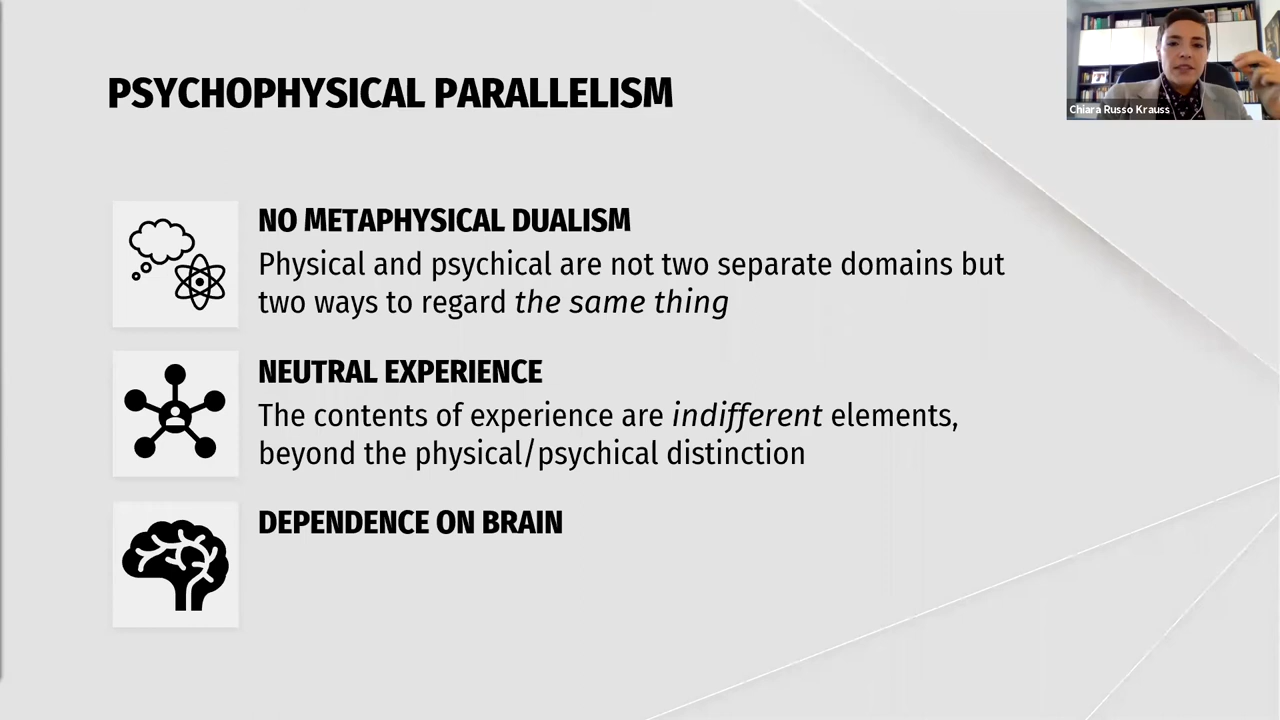 PSYCHOPHYSICAL PARALLELISM
Chiara Russo Krauss
NO METAPHYSICAL DUALISM
Physical and psychical are not two separate domains but
two ways to regard the same thing
NEUTRAL EXPERIENCE
The contents of experience are indifferent elements,
beyond the physical/psychical distinction
DEPENDENCE ON BRAIN